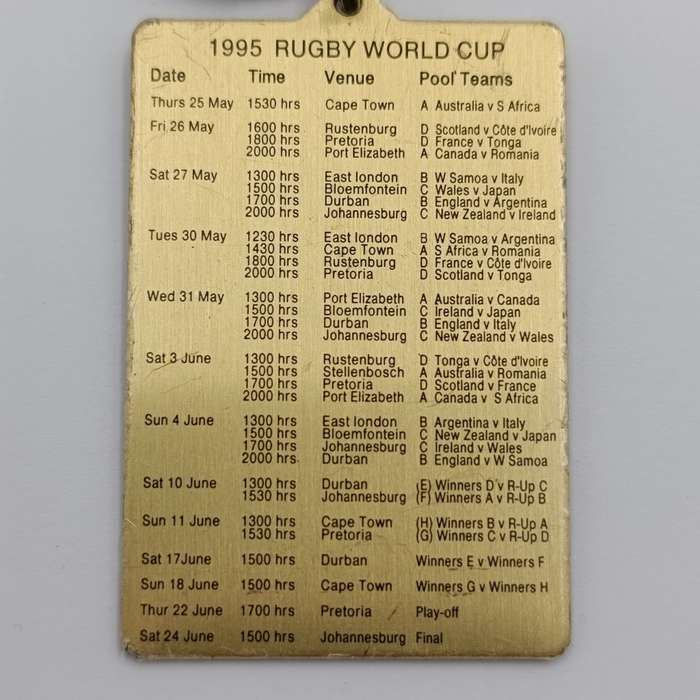 1995 RUGBY WORLD CUP
Date Time Venue Pool Teams
Thurs 25 May 1530 hrs Cape Town A Australia v S Africa
Fri 26 May 1600 hrs Rustenburg D Scotland v Côte d'Ivoire
1800 hrs Pretoria D France v Tonga
2000 hrs Port Elizabeth A Canada v Romania
Sat 27 May 1300 hrs East london B W Samoa v Italy
1500 hrs Bloemfontein C Wales v Japan
1700 hrs Durban B England v Argentina
2000 hrs Johannesburg C New Zealand v Ireland
Tues 30 May 1230 hrs East london B W Samoa v Argentina
1430 hrs Cape Town A S Africa v Romania
1800 hrs Rustenburg D France v Côte d'Ivoire
2000 hrs Pretoria D Scotland v Tonga
Wed 31 May 1300 hrs Port Elizabeth A Australia v Canada
1500 hrs Bloemfontein C Ireland v Japan
1700 hrs Durban B England v Italy
2000 hrs Johannesburg C New Zealand v Wales
Sat 3 June 1300 hrs Rustenburg D Tonga v Côte d'Ivoire
1500 hrs Stellenbosch A Australia v Romania
1700 hrs Pretoria D Scotland v France
2000 hrs Port Elizabeth A Canada v S Africa
Sun 4 June 1300 hrs East london B Argentina v Italy
1500 hrs Bloemfontein C New Zealand v Japan
1700 hrs Johannesburg C Ireland v Wales
2000 hrs Durban B England v W Samoa
Sat 10 June 1300 hrs Durban (E) Winners D v R-Up C
1530 hrs Johannesburg (F) Winners A v R-Up B
Sun 11 June 1300 hrs Cape Town (H) Winners B v R-Up A
1530 hrs Pretoria (G) Winners C v R-Up D
Sat 17June 1500 hrs Durban Winners E v Winners F
Sun 18 June 1500 hrs Cape Town Winners G v Winners H
Thur 22 June 1700 hrs Pretoria Play-off
Sat 24 June 1500 hrs Johannesburg Final